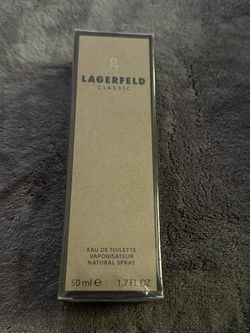 LAGERFELD
CLASSIC
EAU DE TOILETTE
VAPORISATEUR
NATURAL SPRAY
50 ml ℮ 1.7 FL OZ